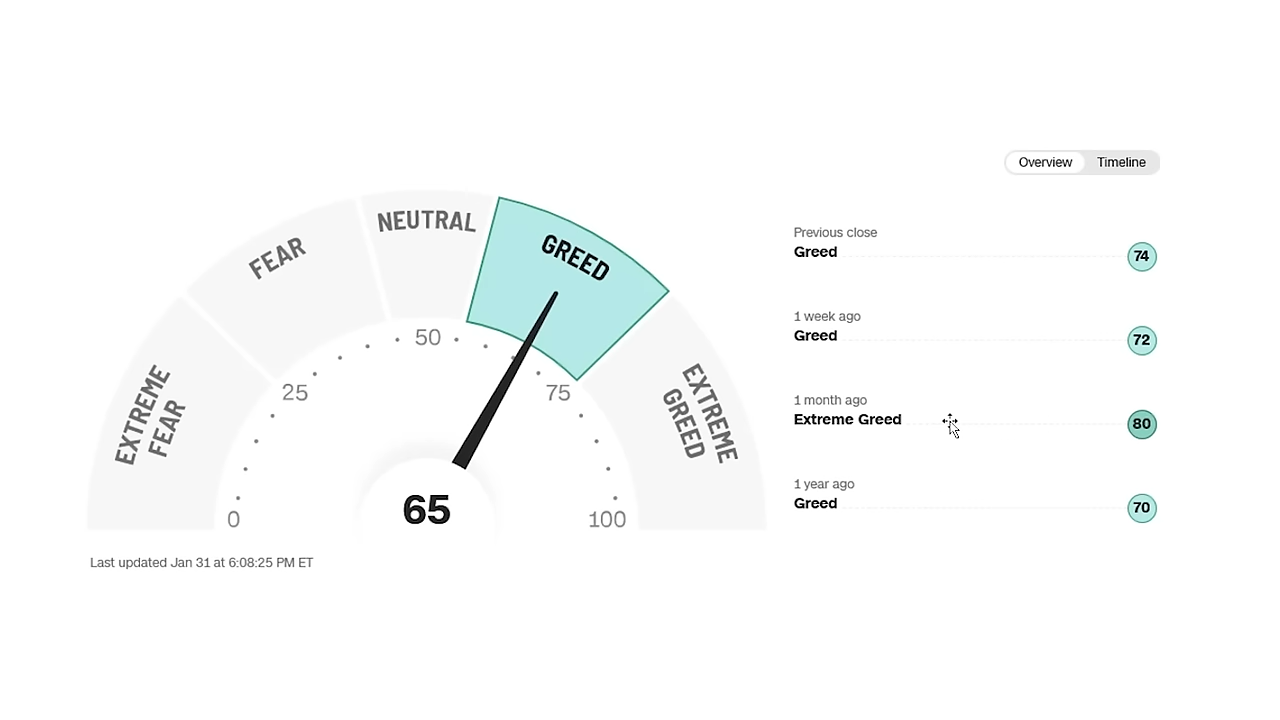 Overview
Timeline
EXTREME
FEAR
FEAR
NEUTRAL
GREED
EXTREME
GREED
0
25
50
75
100
65
Last updated Jan 31 at 6:08:25 PM ET
Previous close
Greed
74
1 week ago
Greed
72
1 month ago
Extreme Greed
80
1 year ago
Greed
70